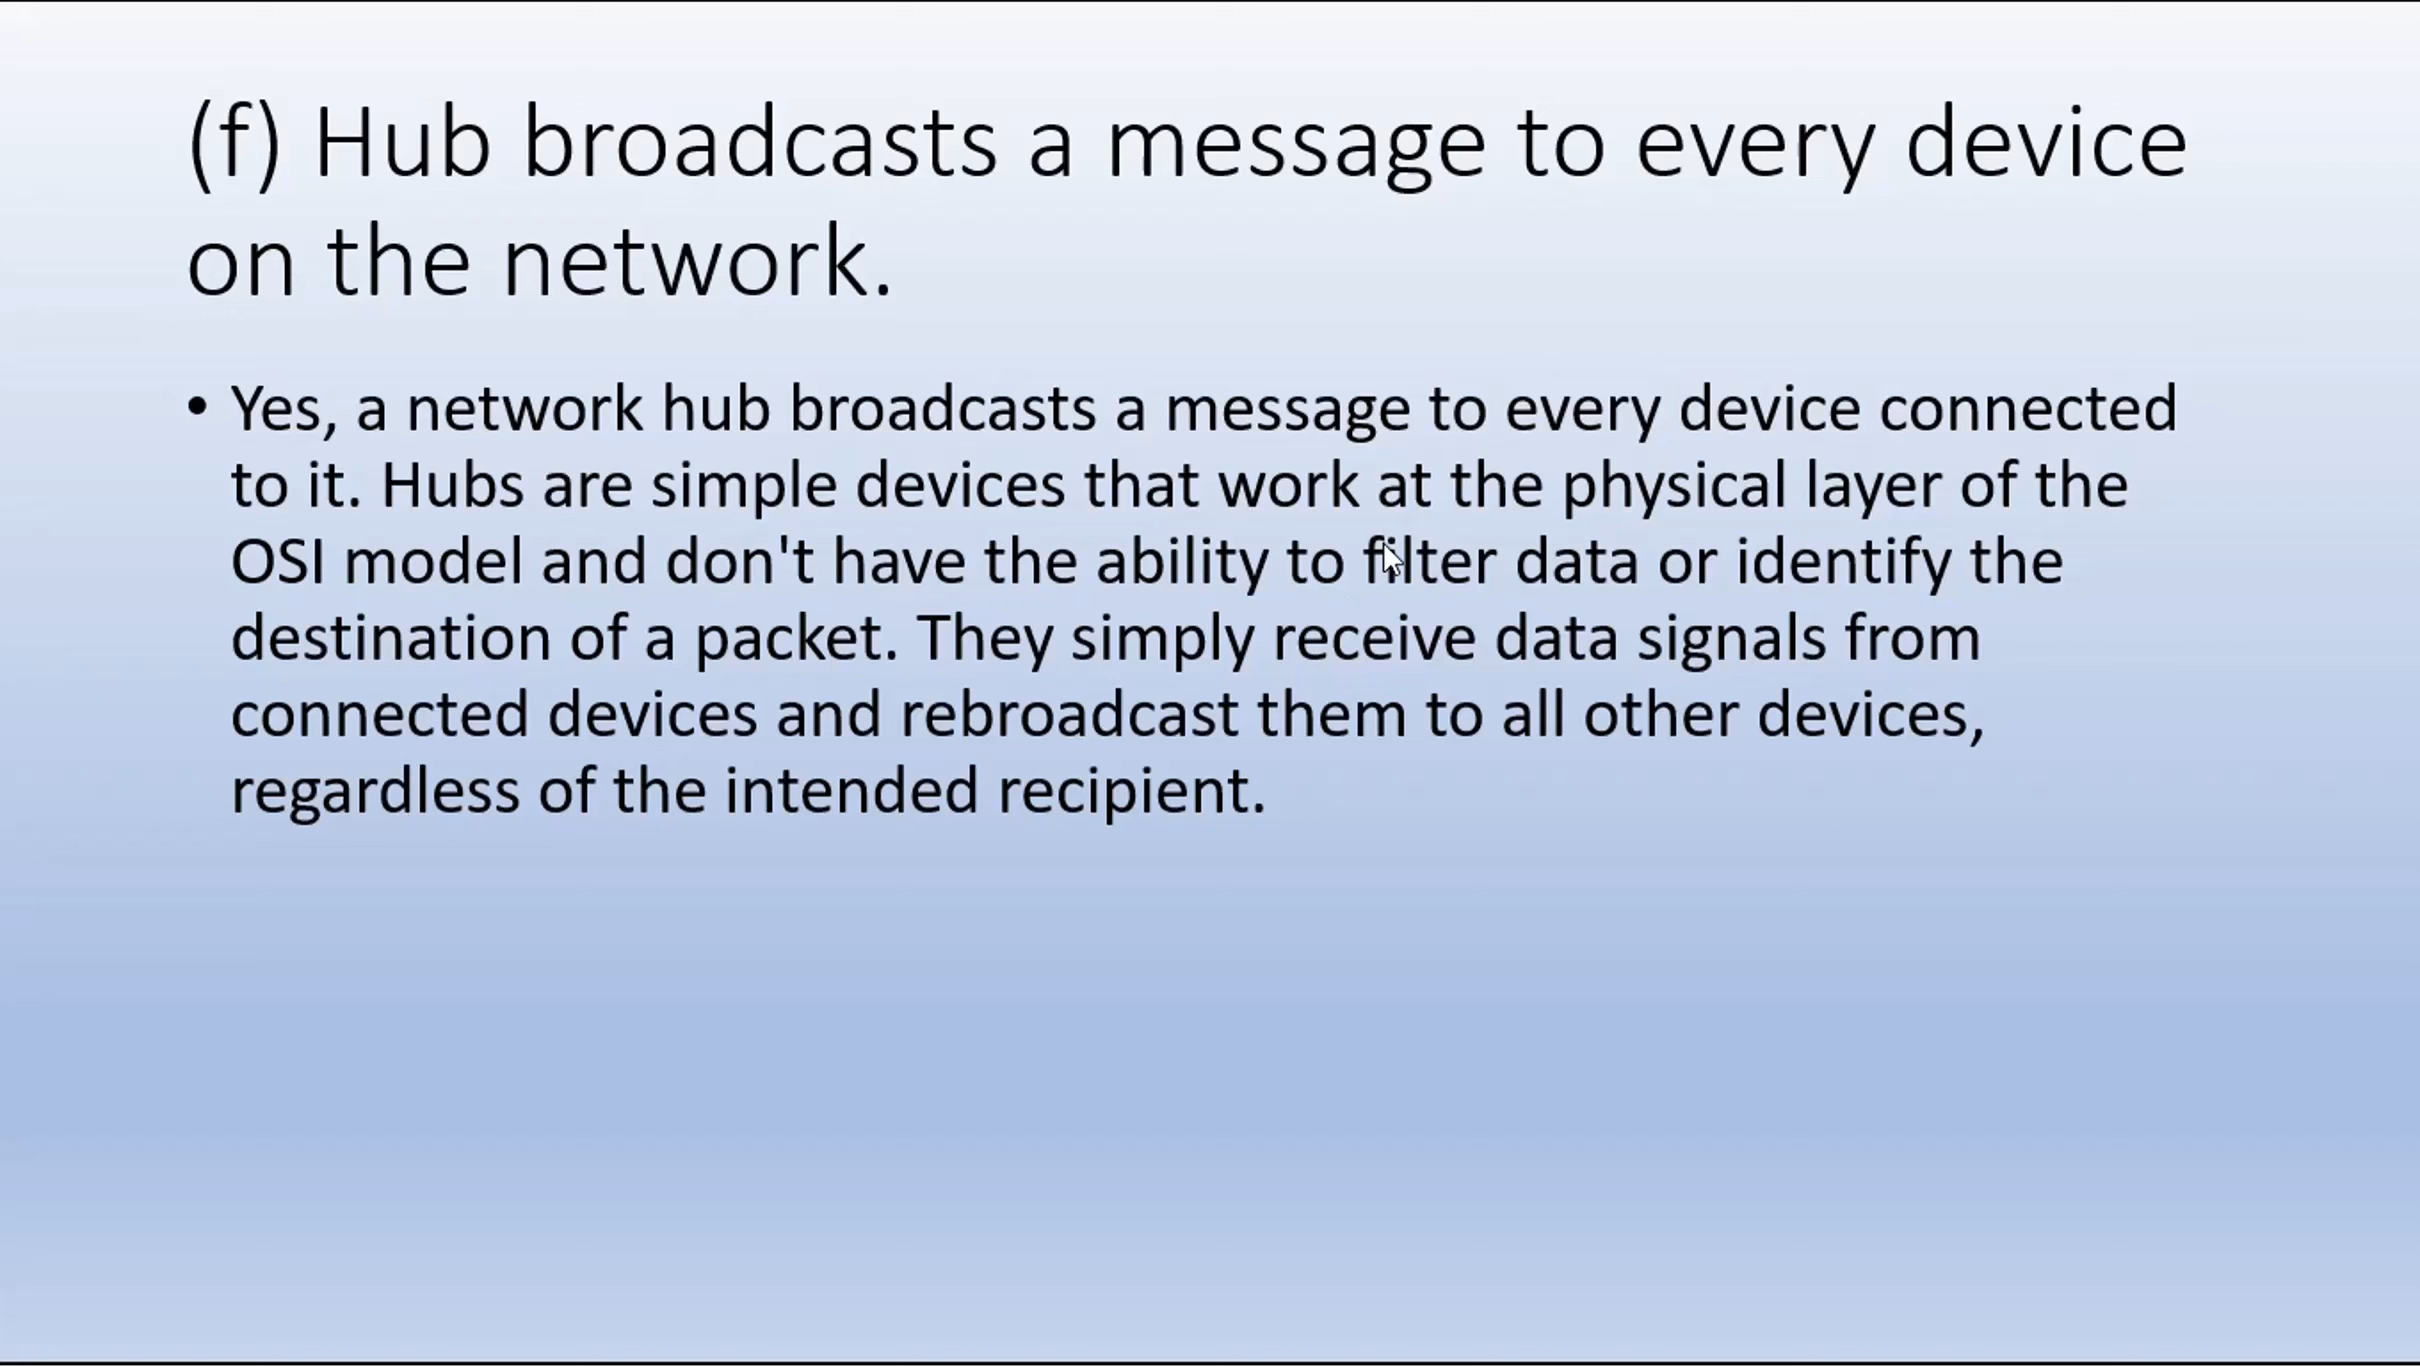 (f) Hub broadcasts a message to every device
on the network.
• Yes, a network hub broadcasts a message to every device connected
to it. Hubs are simple devices that work at the physical layer of the
OSI model and don't have the ability to filter data or identify the
destination of a packet. They simply receive data signals from
connected devices and rebroadcast them to all other devices,
regardless of the intended recipient.